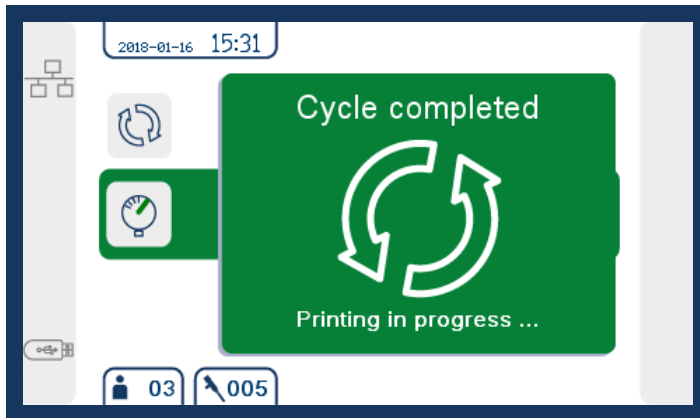 2018-01-16 15:31
Cycle completed
Printing in progress ...
03 005